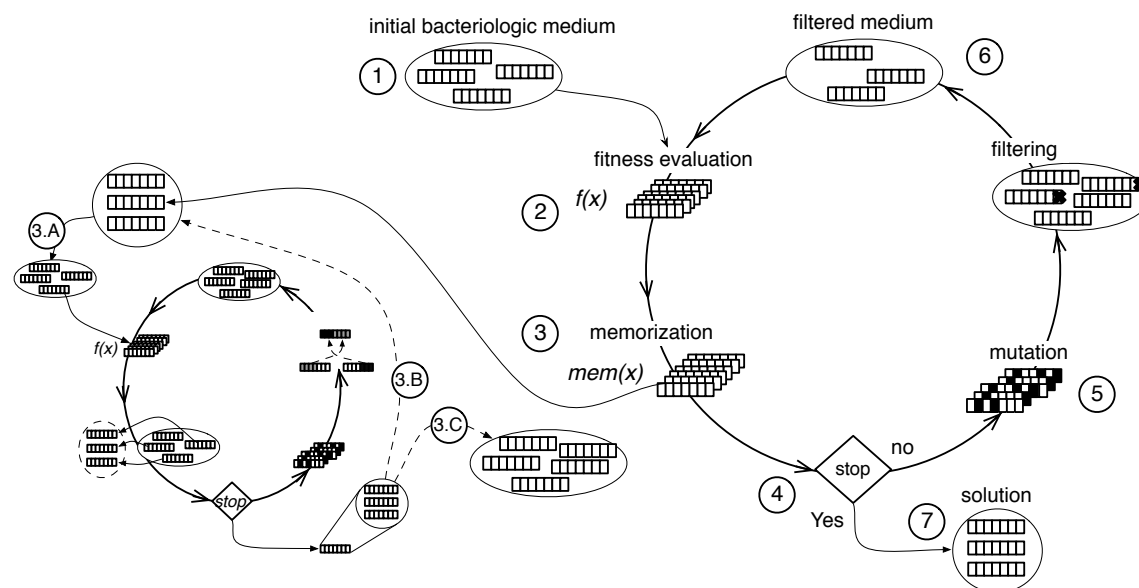 initial bacteriologic medium
filtered medium
1
6
fitness evaluation
filtering
f(x)
2
3.A
3
memorization
f(x)
mem(x)
mutation
3.B
5
3.C
no
stop
stop
4
Yes
7
solution